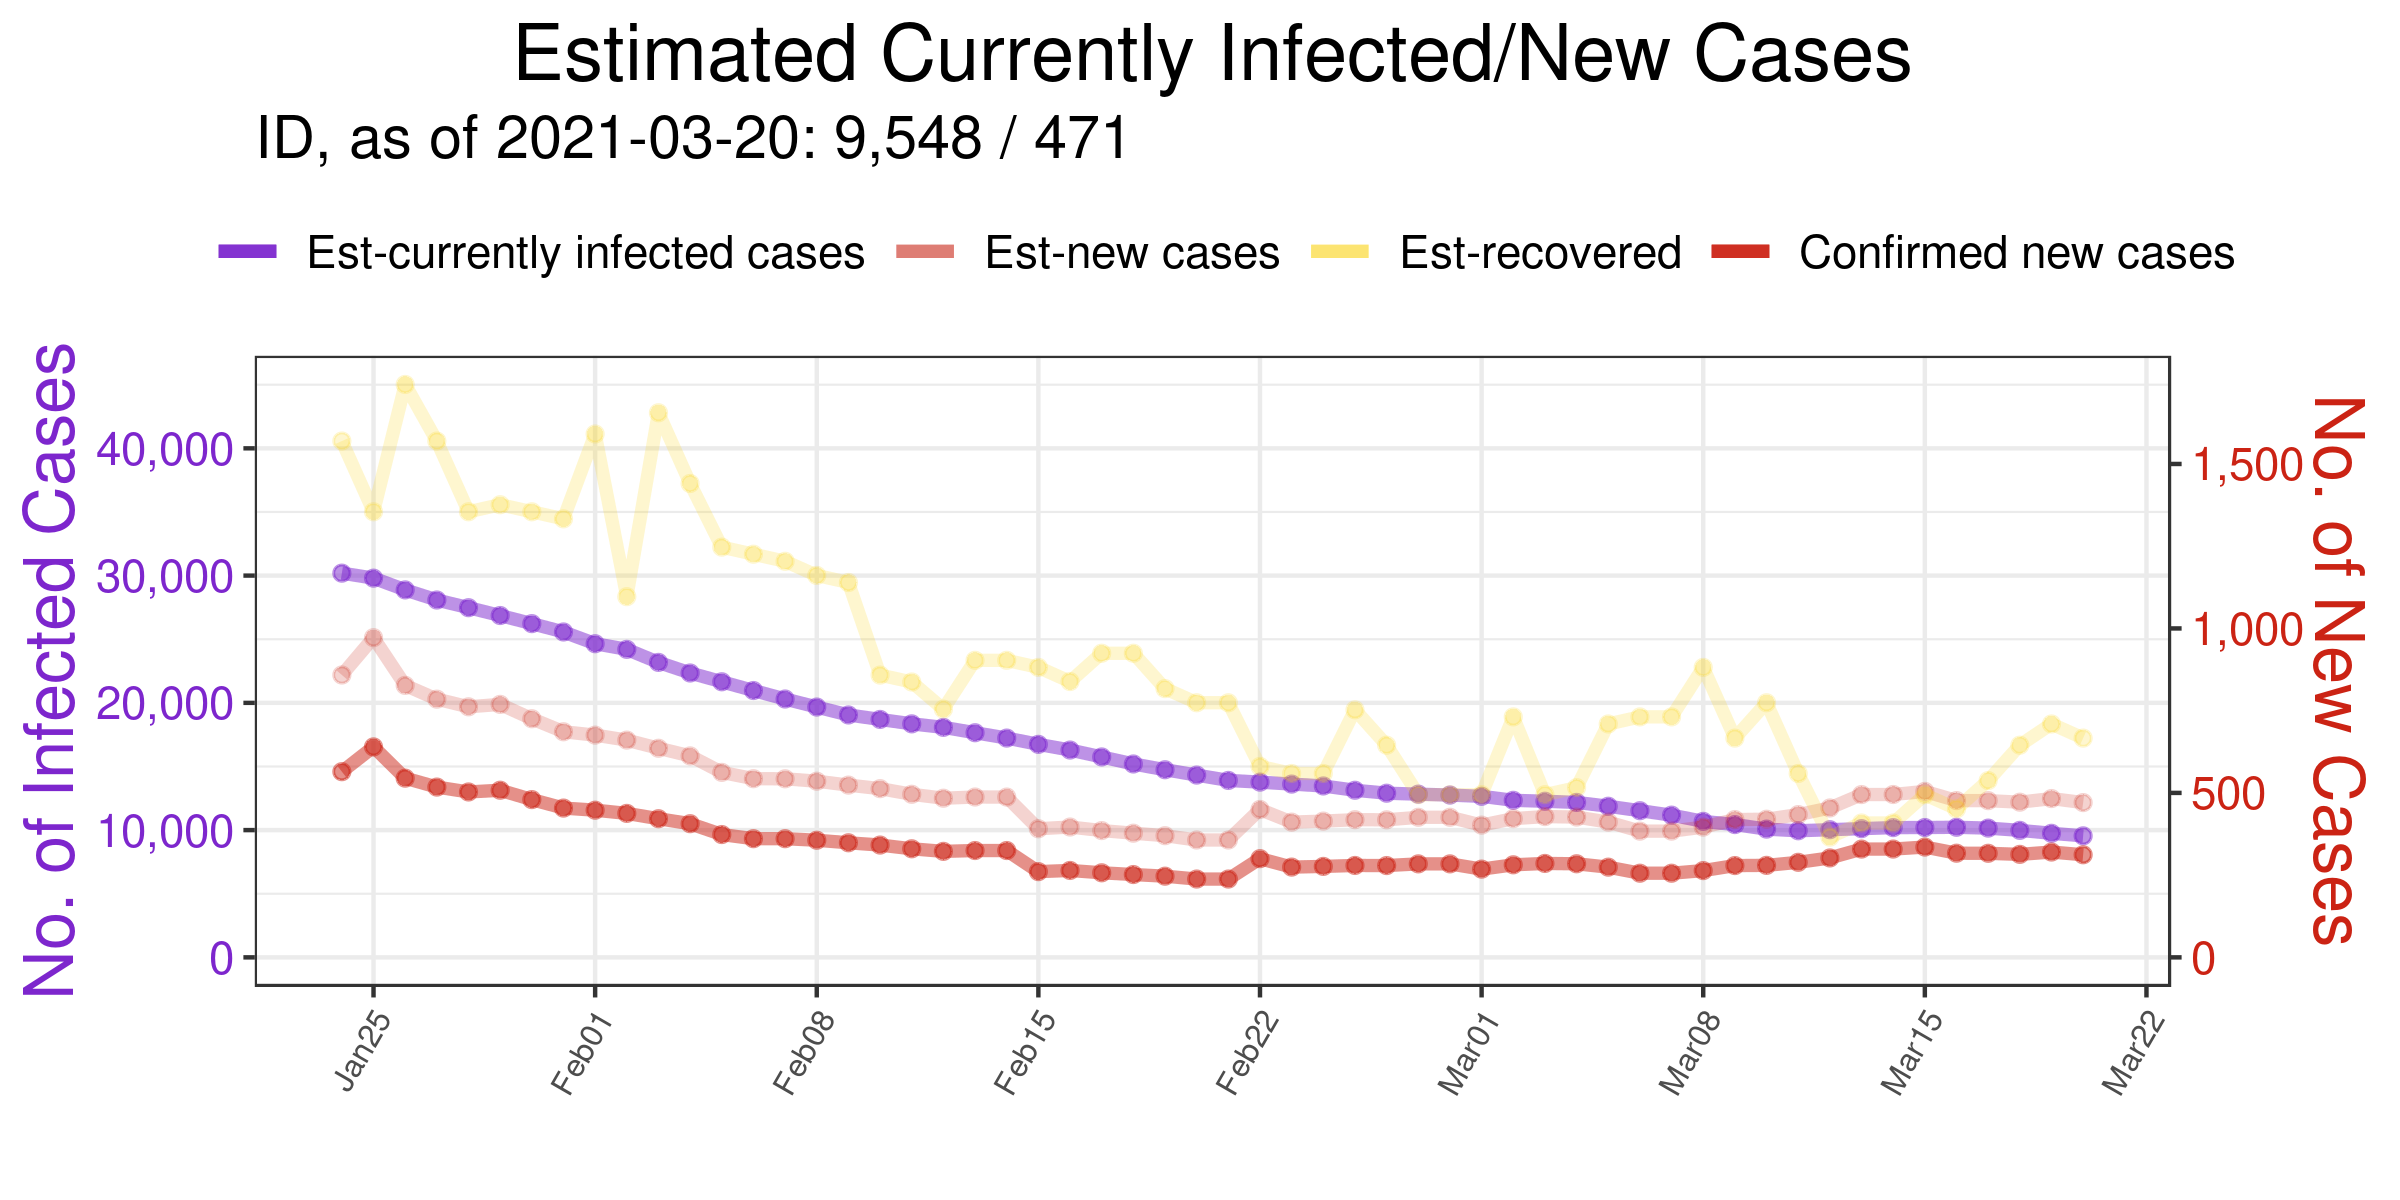 Estimated Currently Infected/New Cases
ID, as of 2021-03-20: 9,548 / 471
Est-currently infected cases Est-new cases Est-recovered Confirmed new cases
No. of Infected Cases
40,000
30,000
20,000
10,000
0
1,500
1,000
500
0
No. of New Cases
Jan25 Feb01 Feb08 Feb15 Feb22 Mar01 Mar08 Mar15 Mar22